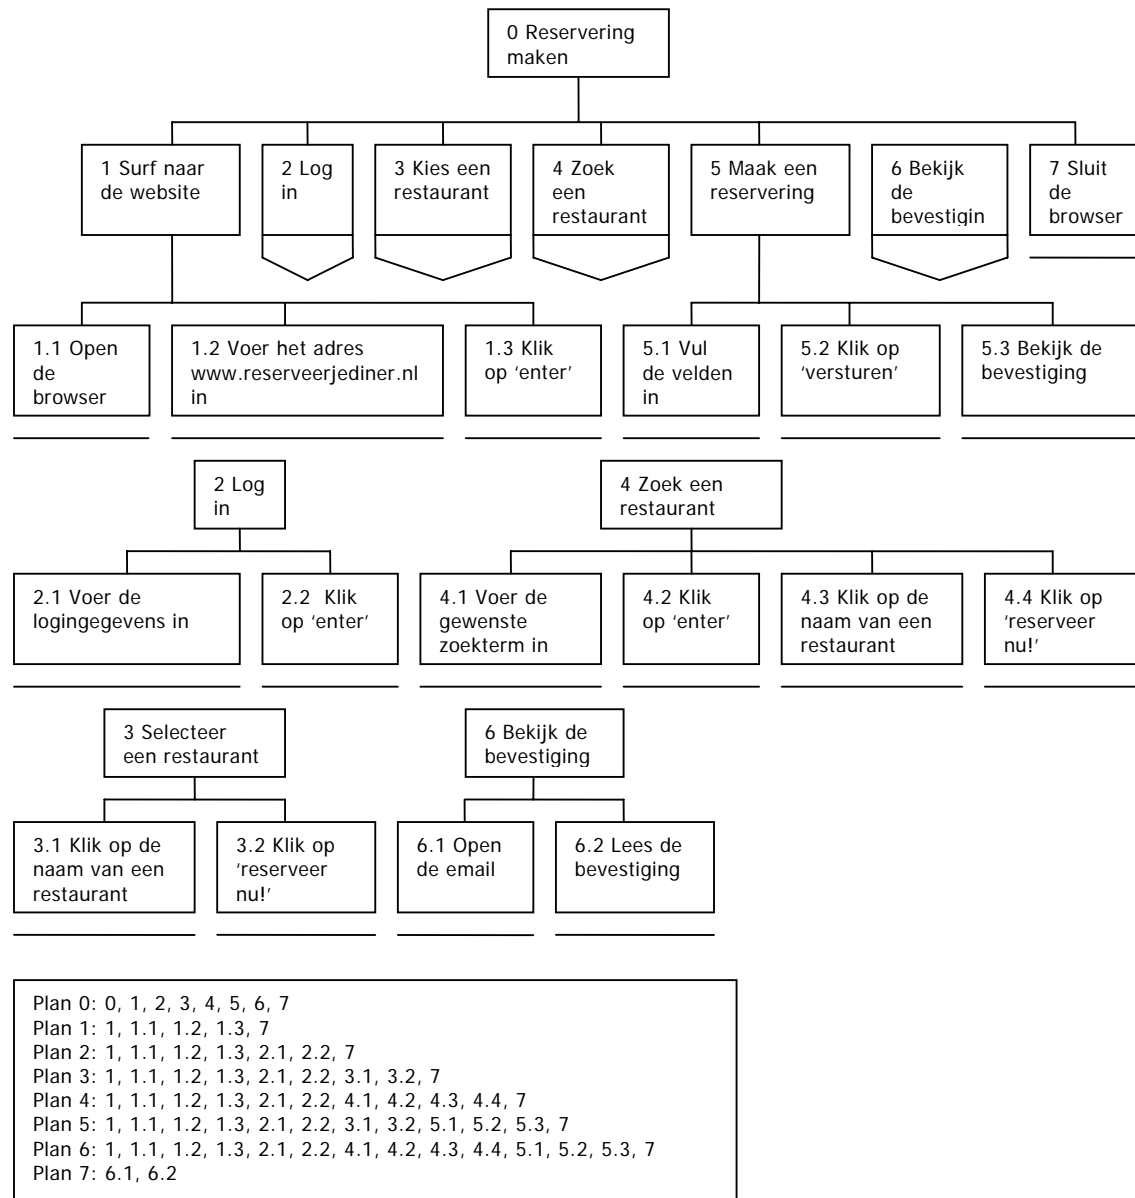 0 Reservering
maken
1 Surf naar
de website
2 Log
in
3 Kies een
restaurant
4 Zoek
een
restaurant
5 Maak een
reservering
6 Bekijk
de
bevestigin
7 Sluit
de
browser
1.1 Open
de
browser
1.2 Voer het adres
www.reserveerjediner.nl
in
1.3 Klik
op ‘enter’
5.1 Vul
de velden
in
5.2 Klik op
‘versturen’
5.3 Bekijk de
bevestiging
2 Log
in
4 Zoek een
restaurant
2.1 Voer de
logingegevens in
2.2 Klik
op ‘enter’
4.1 Voer de
gewenste
zoekterm in
4.2 Klik
op ‘enter’
4.3 Klik op de
naam van een
restaurant
4.4 Klik op
‘reserveer
nu!’
3 Selecteer
een restaurant
6 Bekijk de
bevestiging
3.1 Klik op de
naam van een
restaurant
3.2 Klik op
‘reserveer
nu!’
6.1 Open
de email
6.2 Lees de
bevestiging
Plan 0: 0, 1, 2, 3, 4, 5, 6, 7
Plan 1: 1, 1.1, 1.2, 1.3, 7
Plan 2: 1, 1.1, 1.2, 1.3, 2.1, 2.2, 7
Plan 3: 1, 1.1, 1.2, 1.3, 2.1, 2.2, 3.1, 3.2, 7
Plan 4: 1, 1.1, 1.2, 1.3, 2.1, 2.2, 4.1, 4.2, 4.3, 4.4, 7
Plan 5: 1, 1.1, 1.2, 1.3, 2.1, 2.2, 3.1, 3.2, 5.1, 5.2, 5.3, 7
Plan 6: 1, 1.1, 1.2, 1.3, 2.1, 2.2, 4.1, 4.2, 4.3, 4.4, 5.1, 5.2, 5.3, 7
Plan 7: 6.1, 6.2